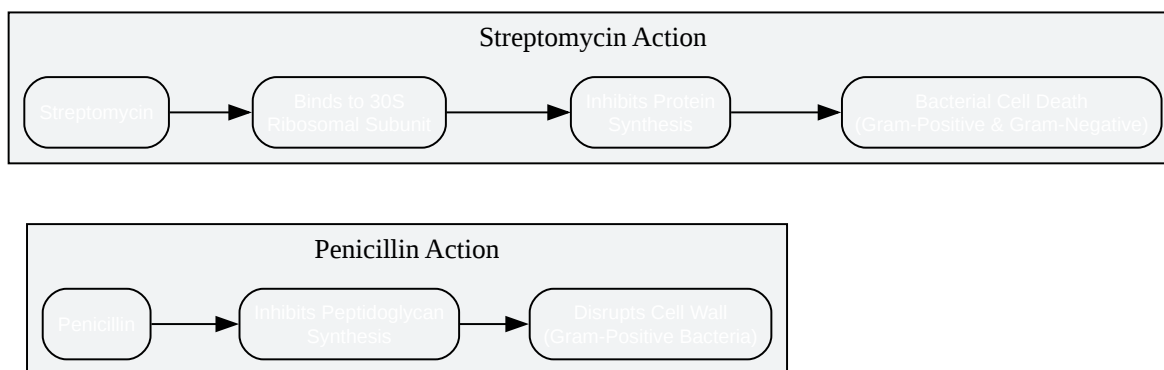 Streptomycin Action
Streptomycin
Binds to 30S
Ribosomal Subunit
Inhibits Protein
Synthesis
Bacterial Cell Death
(Gram-Positive & Gram-Negative)
Penicillin Action
Penicillin
Inhibits Peptidoglycan
Synthesis
Disrupts Cell Wall
(Gram-Positive Bacteria)